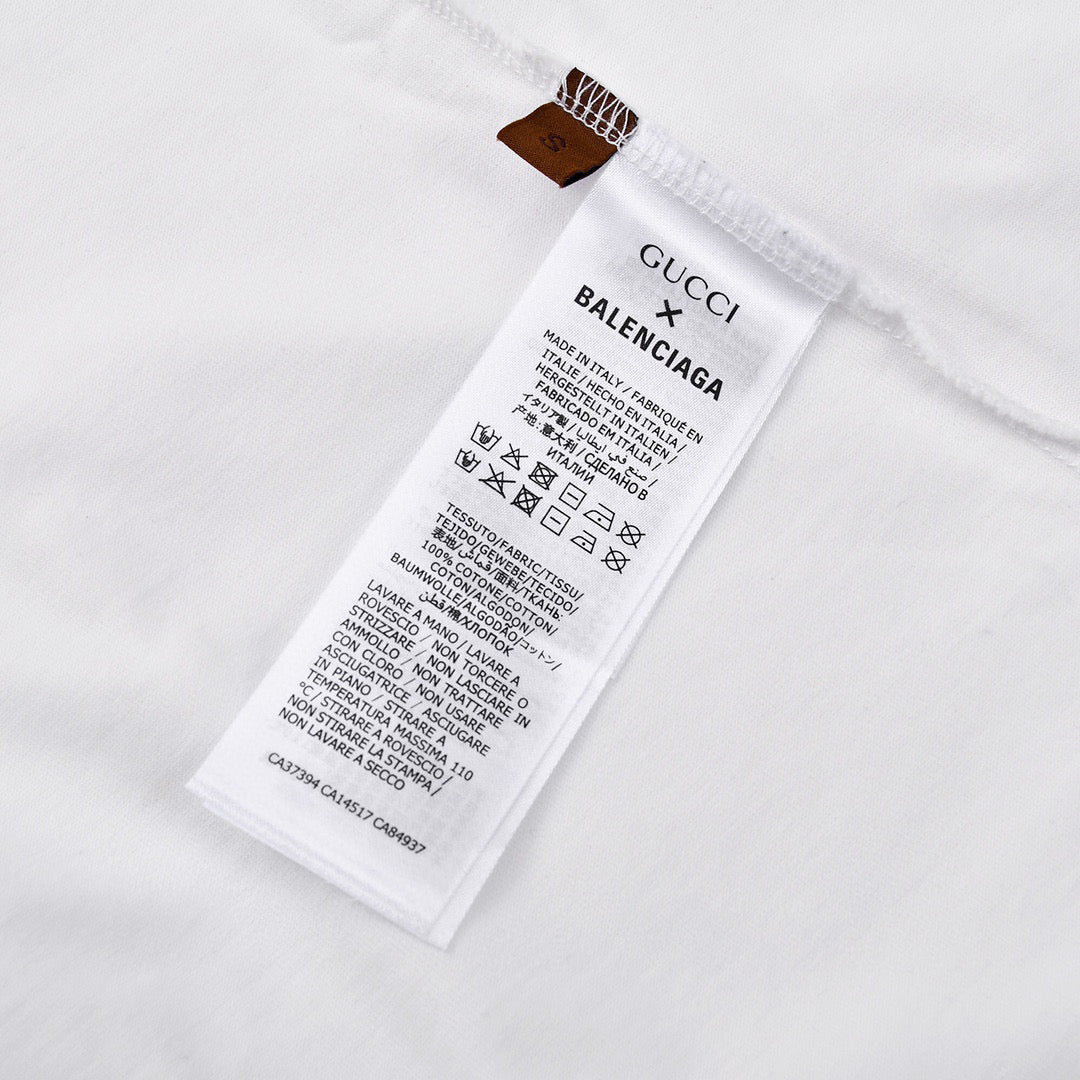 S
GUCCI
X
BALENCIAGA
MADE IN ITALY / FABRIQUÉ EN
ITALIE / HECHO EN ITALIA /
HERGESTELLT IN ITALIEN /
FABRICADO EM ITÁLIA /
イタリア製 / صنع في إيطاليا /
产地: 意大利 / СДЕЛАНО В
ИТАЛИИ
TESSUTO/FABRIC/TISSU/
TEJIDO/GEWEBE/TECIDO/
表地/قماش/面料/ТКАНЬ:
100% COTONE/COTTON/
COTON/ALGODON/
BAUMWOLLE/ALGODÃO/コットン/
قطن/棉/ХЛОПОК
LAVARE A MANO / LAVARE A
ROVESCIO / NON TORCERE O
STRIZZARE / NON LASCIARE IN
AMMOLLO / NON TRATTARE
CON CLORO / NON USARE
ASCIUGATRICE / ASCIUGARE
IN PIANO / STIRARE A
TEMPERATURA MASSIMA 110
°C / STIRARE A ROVESCIO /
NON STIRARE LA STAMPA /
NON LAVARE A SECCO
CA37394 CA14517 CA84937